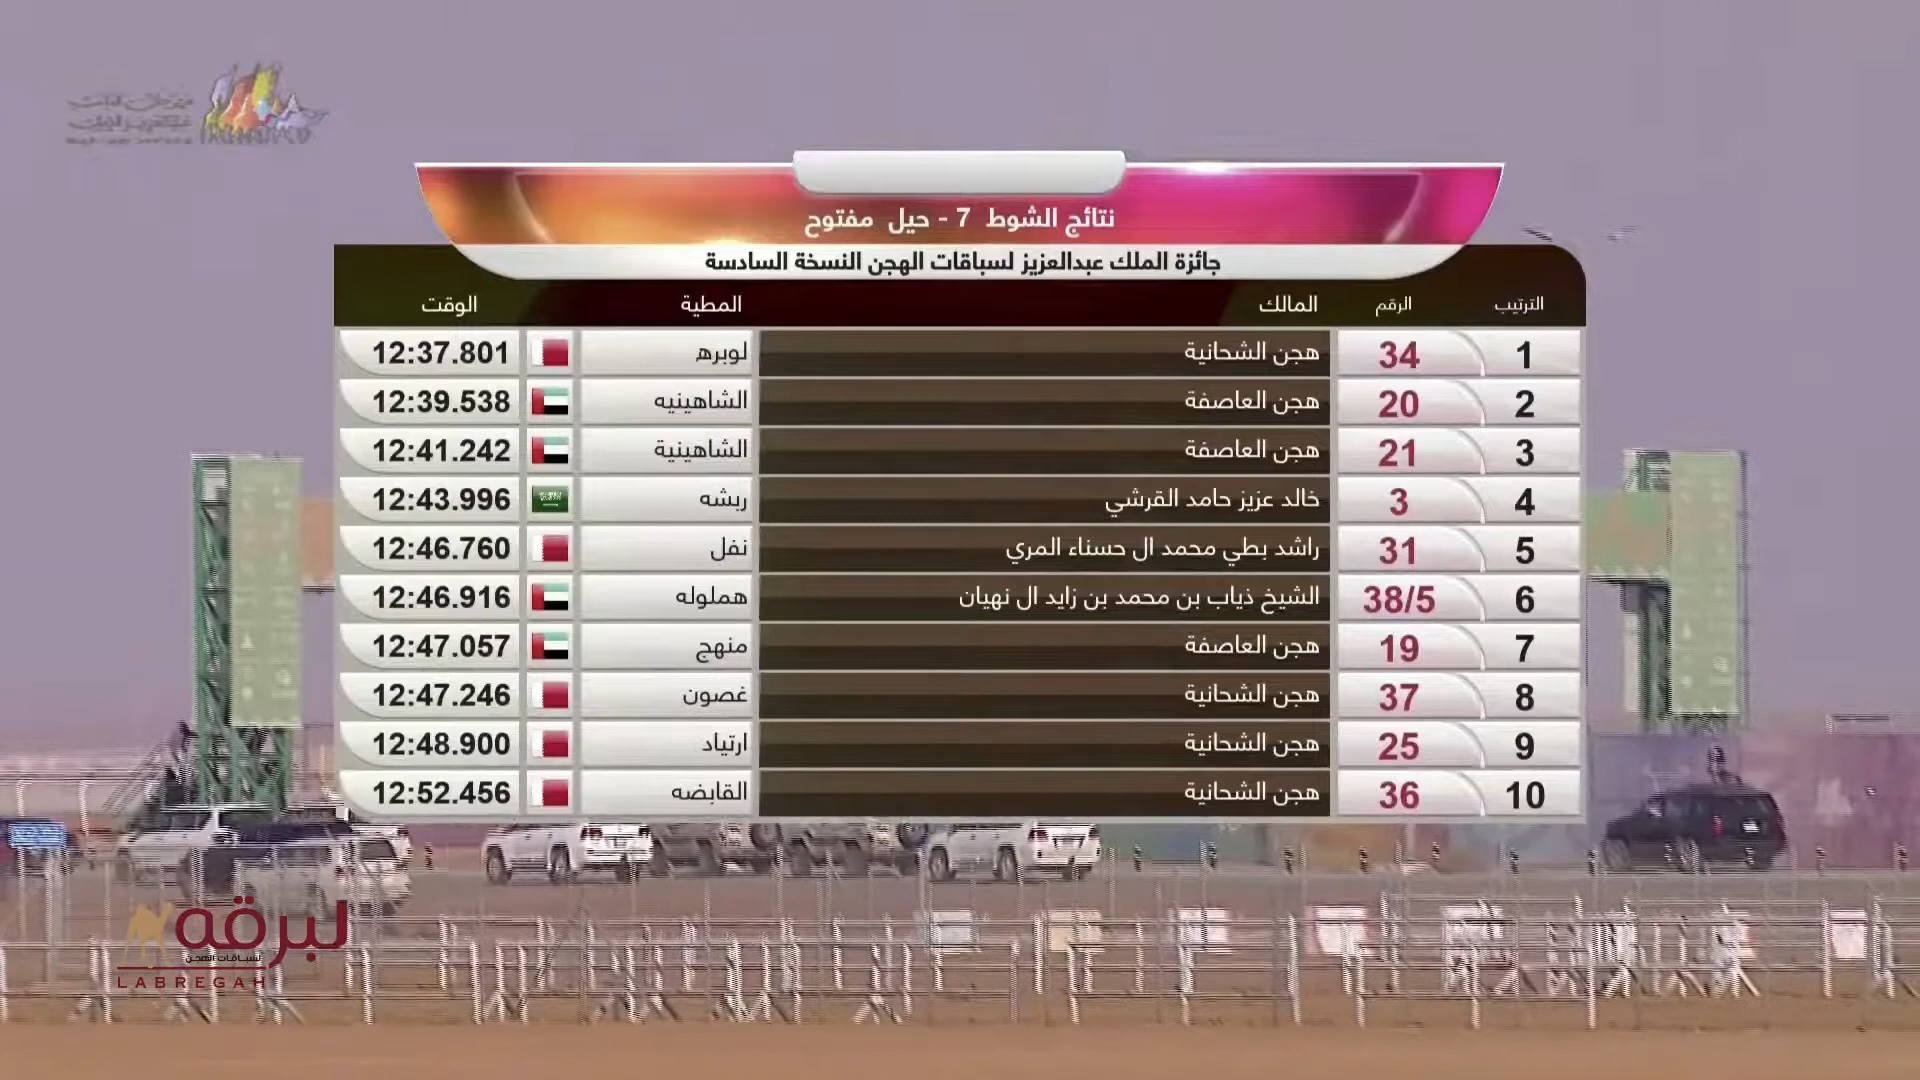 نتائج الشوط 7 - حيل مفتوح
جائزة الملك عبدالعزيز لسباقات الهجن النسخة السادسة
الترتيب الرقم المالك المطية الوقت
1 34 هجن الشحانية لوبره 12:37.801
2 20 هجن العاصفة الشاهينيه 12:39.538
3 21 هجن العاصفة الشاهينية 12:41.242
4 3 خالد عزيز حامد القرشي ربشه 12:43.996
5 31 راشد بطي محمد ال حسناء المري نفل 12:46.760
6 38/5 الشيخ ذياب بن محمد بن زايد ال نهيان هملوله 12:46.916
7 19 هجن العاصفة منهج 12:47.057
8 37 هجن الشحانية غصون 12:47.246
9 25 هجن الشحانية ارتياد 12:48.900
10 36 هجن الشحانية القابضه 12:52.456
لبرقه
لسباقات الهجن
LABREGAH